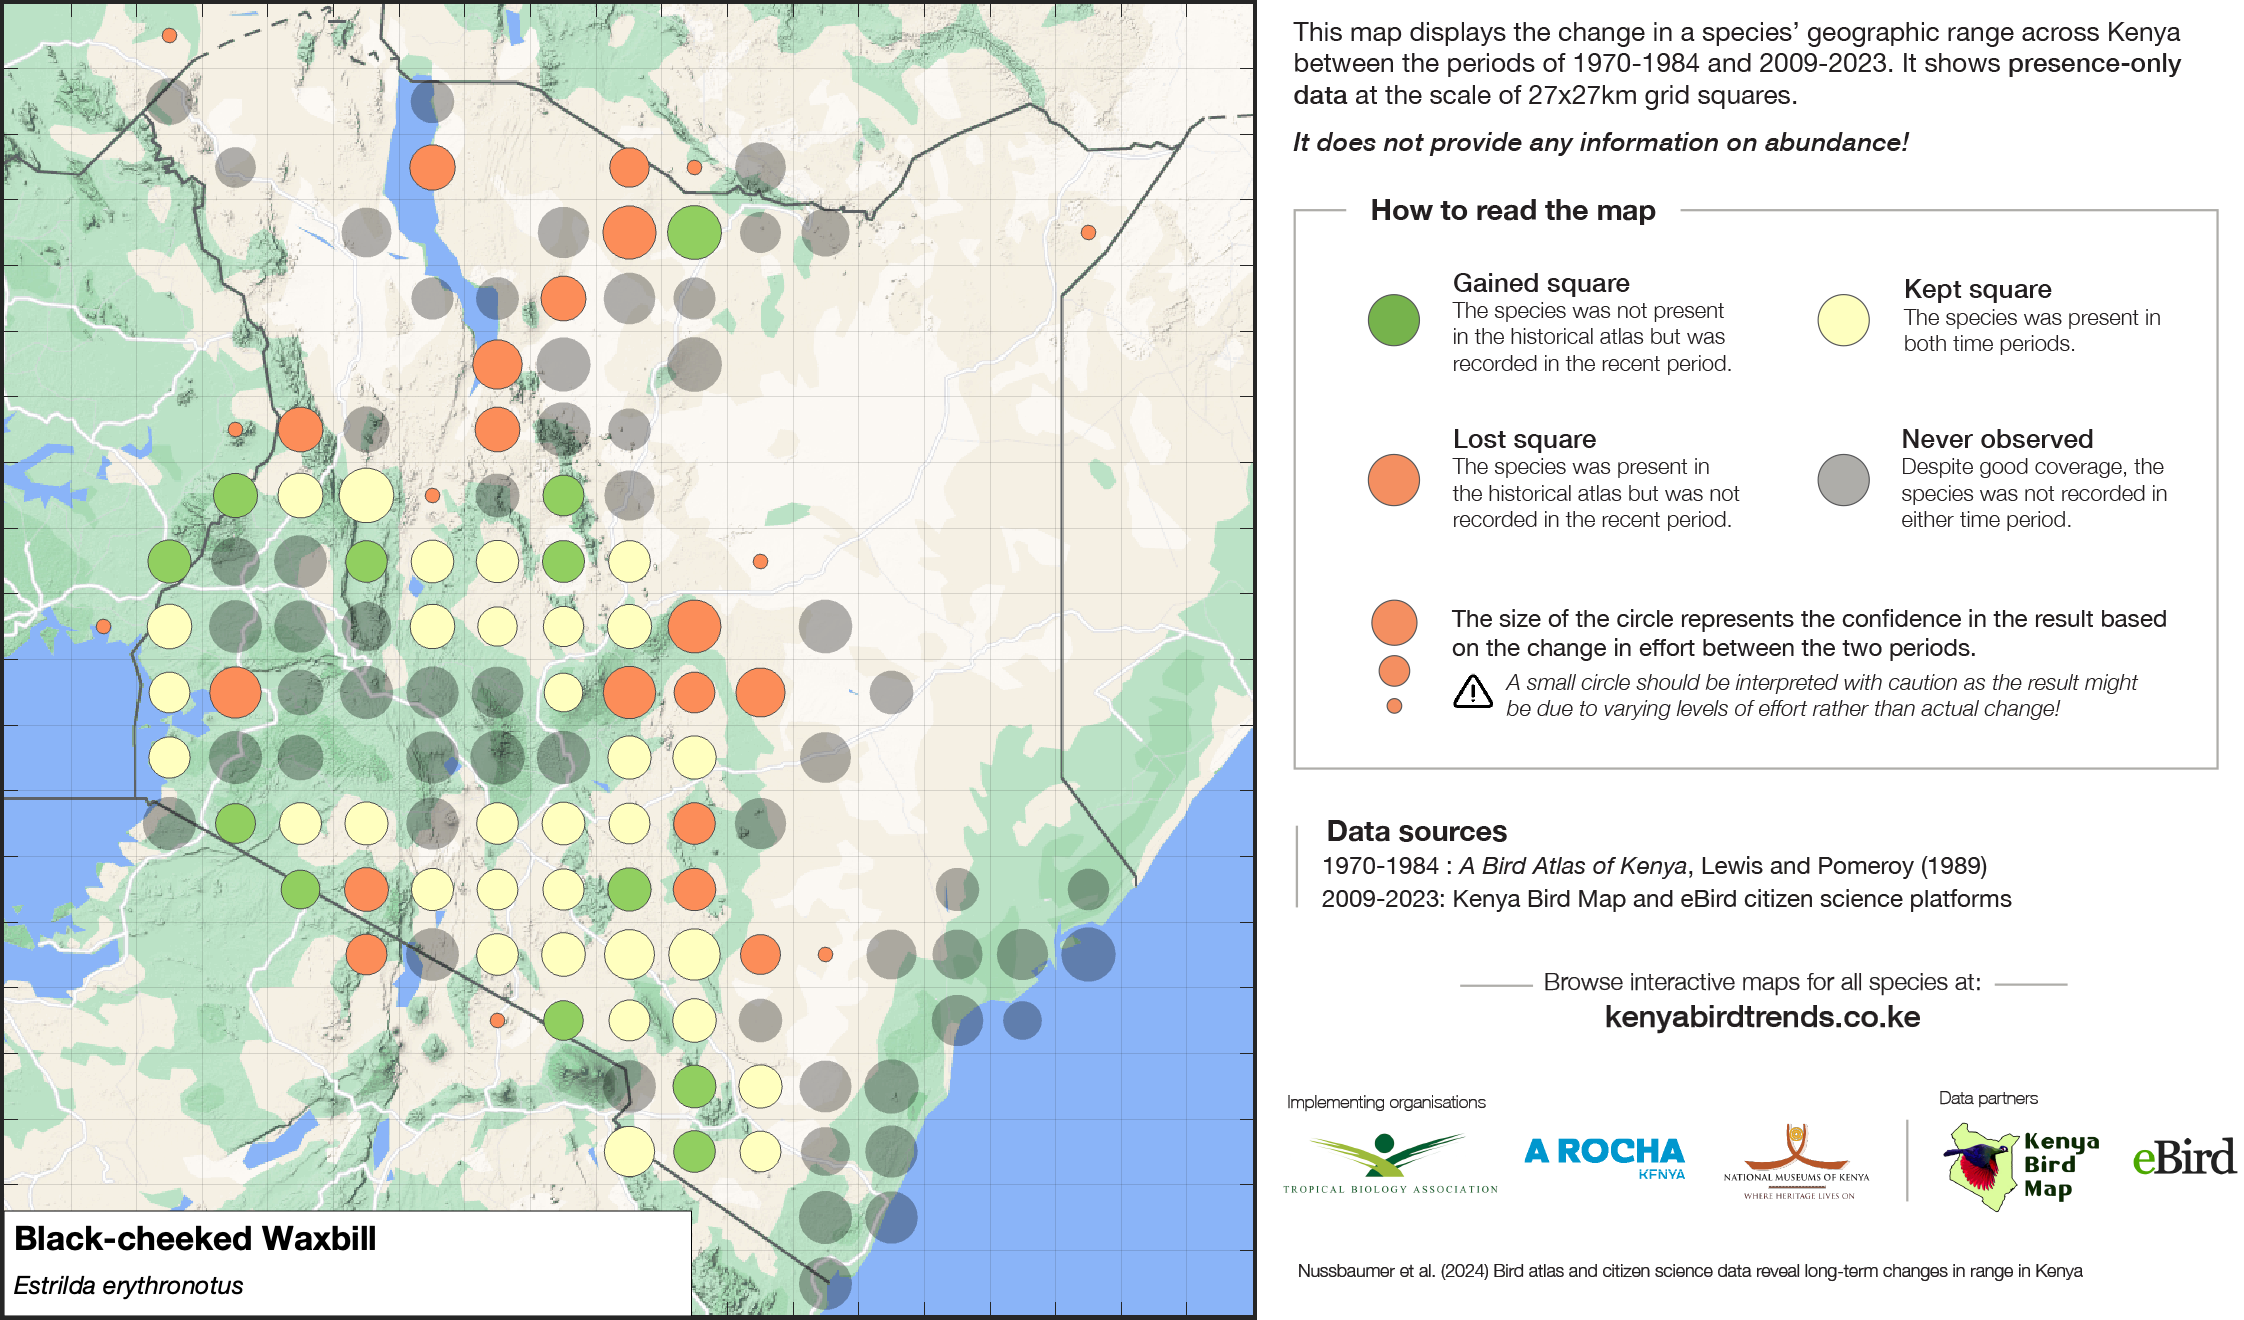 This map displays the change in a species’ geographic range across Kenya
between the periods of 1970-1984 and 2009-2023. It shows presence-only
data at the scale of 27x27km grid squares.
It does not provide any information on abundance!
How to read the map
Gained square
The species was not present
in the historical atlas but was
recorded in the recent period.
Kept square
The species was present in
both time periods.
Lost square
The species was present in
the historical atlas but was not
recorded in the recent period.
Never observed
Despite good coverage, the
species was not recorded in
either time period.
The size of the circle represents the confidence in the result based
on the change in effort between the two periods.
A small circle should be interpreted with caution as the result might
be due to varying levels of effort rather than actual change!
Data sources
1970-1984 : A Bird Atlas of Kenya, Lewis and Pomeroy (1989)
2009-2023: Kenya Bird Map and eBird citizen science platforms
Browse interactive maps for all species at:
kenyabirdtrends.co.ke
Implementing organisations
Data partners
TROPICAL BIOLOGY ASSOCIATION
A ROCHA
KENYA
NATIONAL MUSEUMS OF KENYA
WHERE HERITAGE LIVES ON
Kenya
Bird
Map
eBird
Nussbaumer et al. (2024) Bird atlas and citizen science data reveal long-term changes in range in Kenya
Black-cheeked Waxbill
Estrilda erythronotus